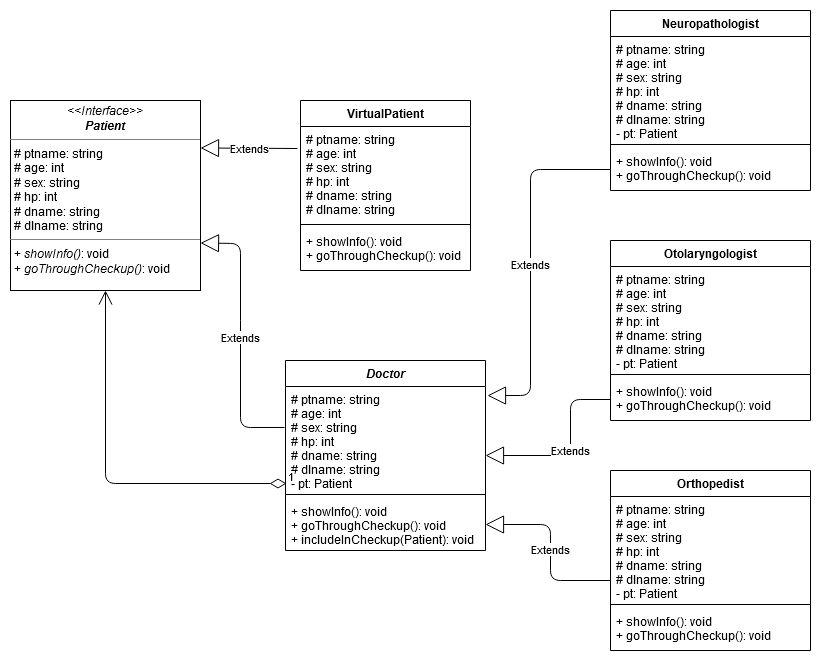 <<Interface>>
Patient
# ptname: string
# age: int
# sex: string
# hp: int
# dname: string
# dlname: string
+ showInfo(): void
+ goThroughCheckup(): void
Extends
VirtualPatient
# ptname: string
# age: int
# sex: string
# hp: int
# dname: string
# dlname: string
+ showInfo(): void
+ goThroughCheckup(): void
Extends
Doctor
# ptname: string
# age: int
# sex: string
# hp: int
# dname: string
# dlname: string
1
- pt: Patient
+ showInfo(): void
+ goThroughCheckup(): void
+ includeInCheckup(Patient): void
Extends
Neuropathologist
# ptname: string
# age: int
# sex: string
# hp: int
# dname: string
# dlname: string
- pt: Patient
+ showInfo(): void
+ goThroughCheckup(): void
Extends
Otolaryngologist
# ptname: string
# age: int
# sex: string
# hp: int
# dname: string
# dlname: string
- pt: Patient
+ showInfo(): void
+ goThroughCheckup(): void
Extends
Orthopedist
# ptname: string
# age: int
# sex: string
# hp: int
# dname: string
# dlname: string
- pt: Patient
+ showInfo(): void
+ goThroughCheckup(): void